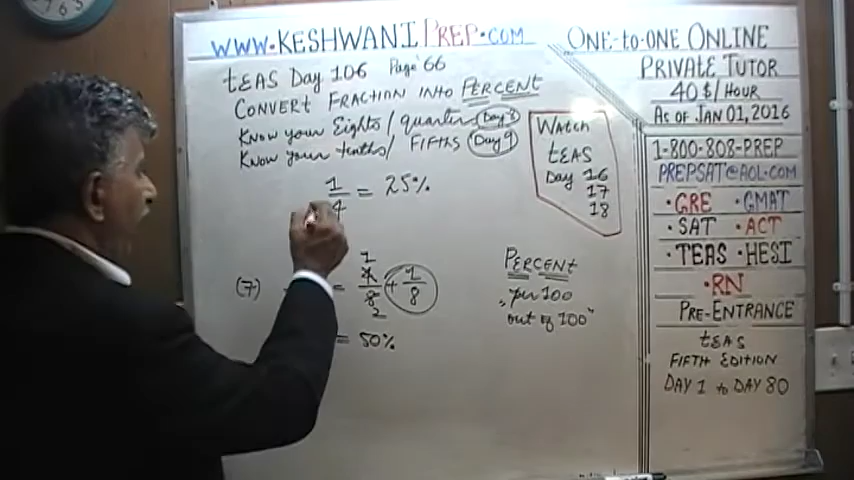 WWW.KESHWANIPREP.COM
TEAS Day 106 Page 66
CONVERT FRACTION INTO PERCENT
KNOW YOUR EIGHTS/ quarters Day 8
KNOW YOUR tenths/ FIFTHS Day 9
1/4 = 25%
(7) = 4/8 + 1/8
1
2
= 50%
WATCH
TEAS
Day 16
17
18
PERCENT
"per 100
out of 100"
ONE-TO-ONE ONLINE
PRIVATE TUTOR
40 $/HOUR
AS OF JAN 01, 2016
1-800-808-PREP
PREPSAT@AOL.COM
• GRE • GMAT
• SAT • ACT
• TEAS • HESI
• RN
PRE-ENTRANCE
TEAS
FIFTH EDITION
DAY 1 TO DAY 80